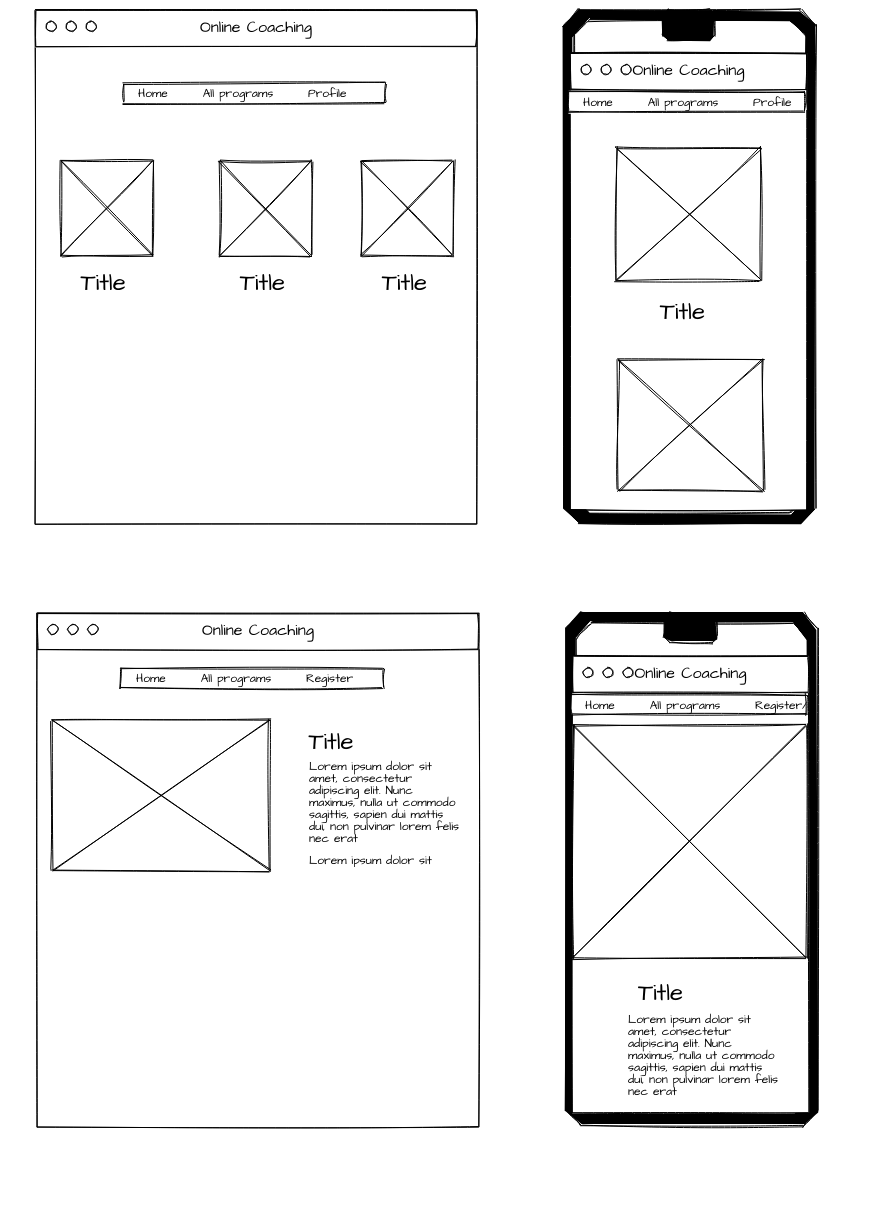 Online Coaching
Home All programs Profile
Title Title Title
Online Coaching
Home All programs Profile
Title
Online Coaching
Home All programs Register
Title
Lorem ipsum dolor sit
amet, consectetur
adipiscing elit. Nunc
maximus, nulla ut commodo
sagittis, sapien dui mattis
dui, non pulvinar lorem felis
nec erat
Lorem ipsum dolor sit
Online Coaching
Home All programs Register/
Title
Lorem ipsum dolor sit
amet, consectetur
adipiscing elit. Nunc
maximus, nulla ut commodo
sagittis, sapien dui mattis
dui, non pulvinar lorem felis
nec erat